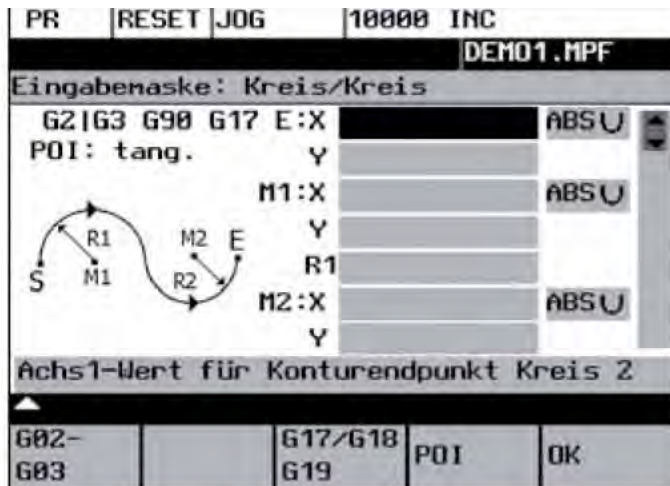 PR RESET JOG 10000 INC
DEMO1.MPF
Eingabemaske: Kreis/Kreis
G2|G3 G90 G17 E:X ABS
POI: tang. Y
M1:X ABS
Y
R1
M2:X ABS
Y
R1 M2 E
S M1 R2
Achs1-Wert für Konturendpunkt Kreis 2
G02-
G03
G17/G18
G19
POI
OK